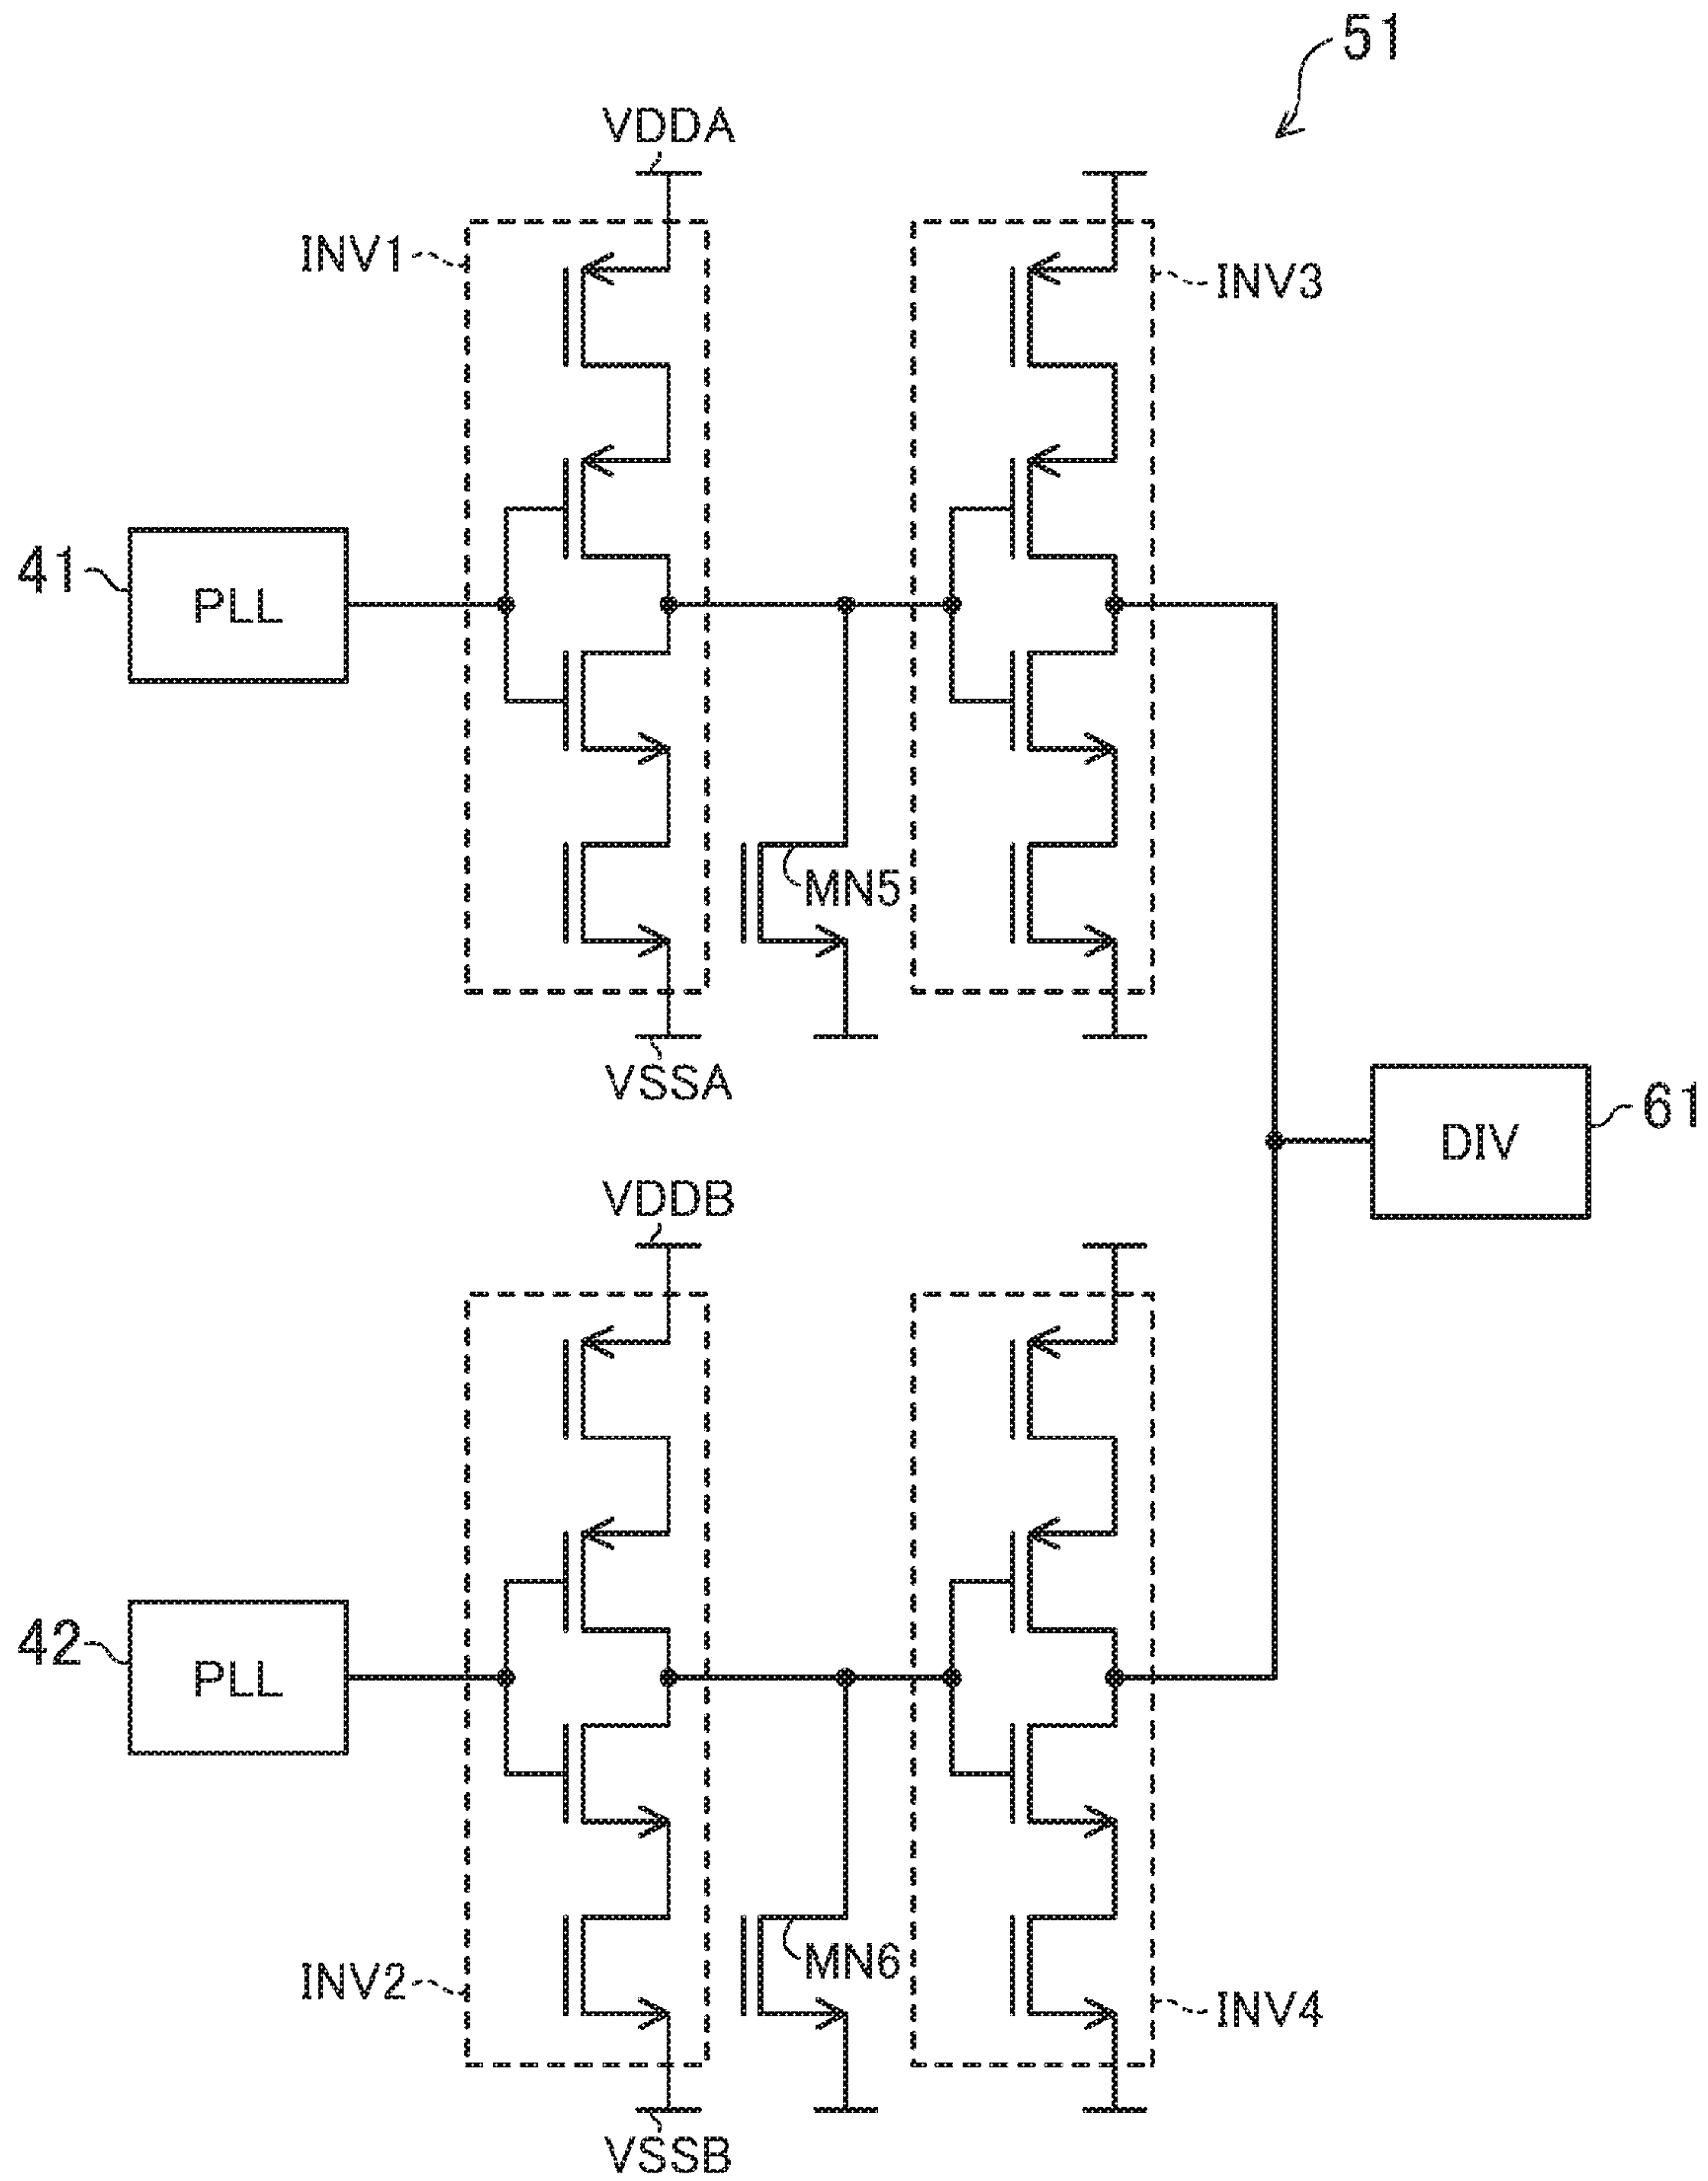 51
VDDA
INV1
INV3
41
PLL
MN5
VSSA
DIV
61
VDDB
42
PLL
INV2
MN6
INV4
VSSB